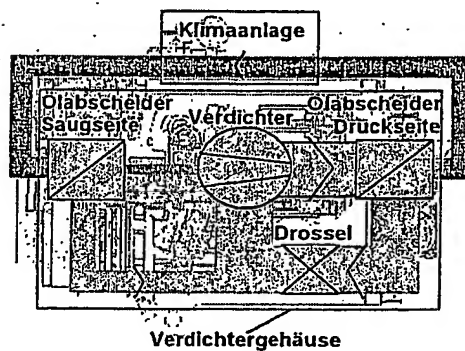 Klimaanlage
Ölabscheider
Saugseite
Verdichter
Ölabscheider
Druckseite
Drossel
Verdichtergehäuse